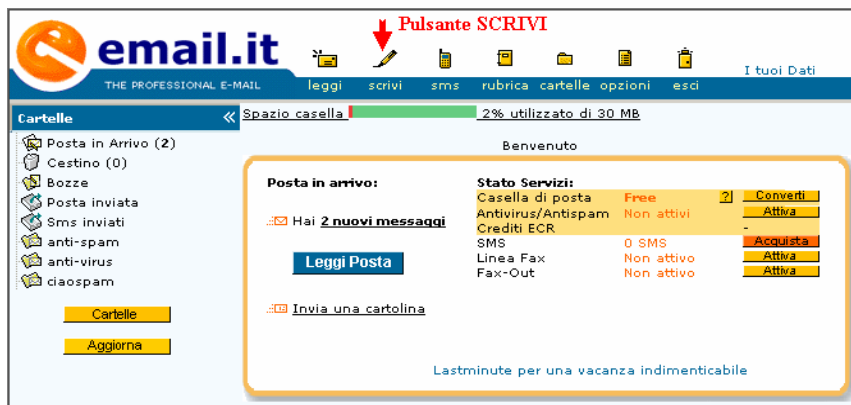 Pulsante SCRIVI
email.it
THE PROFESSIONAL E-MAIL
leggi scrivi sms rubrica cartelle opzioni esci
I tuoi Dati
Cartelle «
Spazio casella 2% utilizzato di 30 MB
Benvenuto
Posta in Arrivo (2)
Cestino (0)
Bozze
Posta inviata
Sms inviati
anti-spam
anti-virus
ciaospam
Cartelle
Aggiorna
Posta in arrivo:
Hai 2 nuovi messaggi
Leggi Posta
Invia una cartolina
Stato Servizi:
Casella di posta Free ? Converti
Antivirus/Antispam Non attivi Attiva
Crediti ECR -
SMS 0 SMS Acquista
Linea Fax Non attivo Attiva
Fax-Out Non attivo Attiva
Lastminute per una vacanza indimenticabile